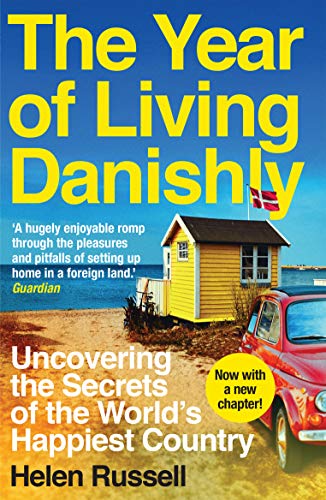 The Year
of Living
Danishly
'A hugely enjoyable romp
through the pleasures
and pitfalls of setting up
home in a foreign land.'
Guardian
Uncovering
the Secrets
of the World's
Happiest Country
Now with
a new
chapter!
Helen Russell